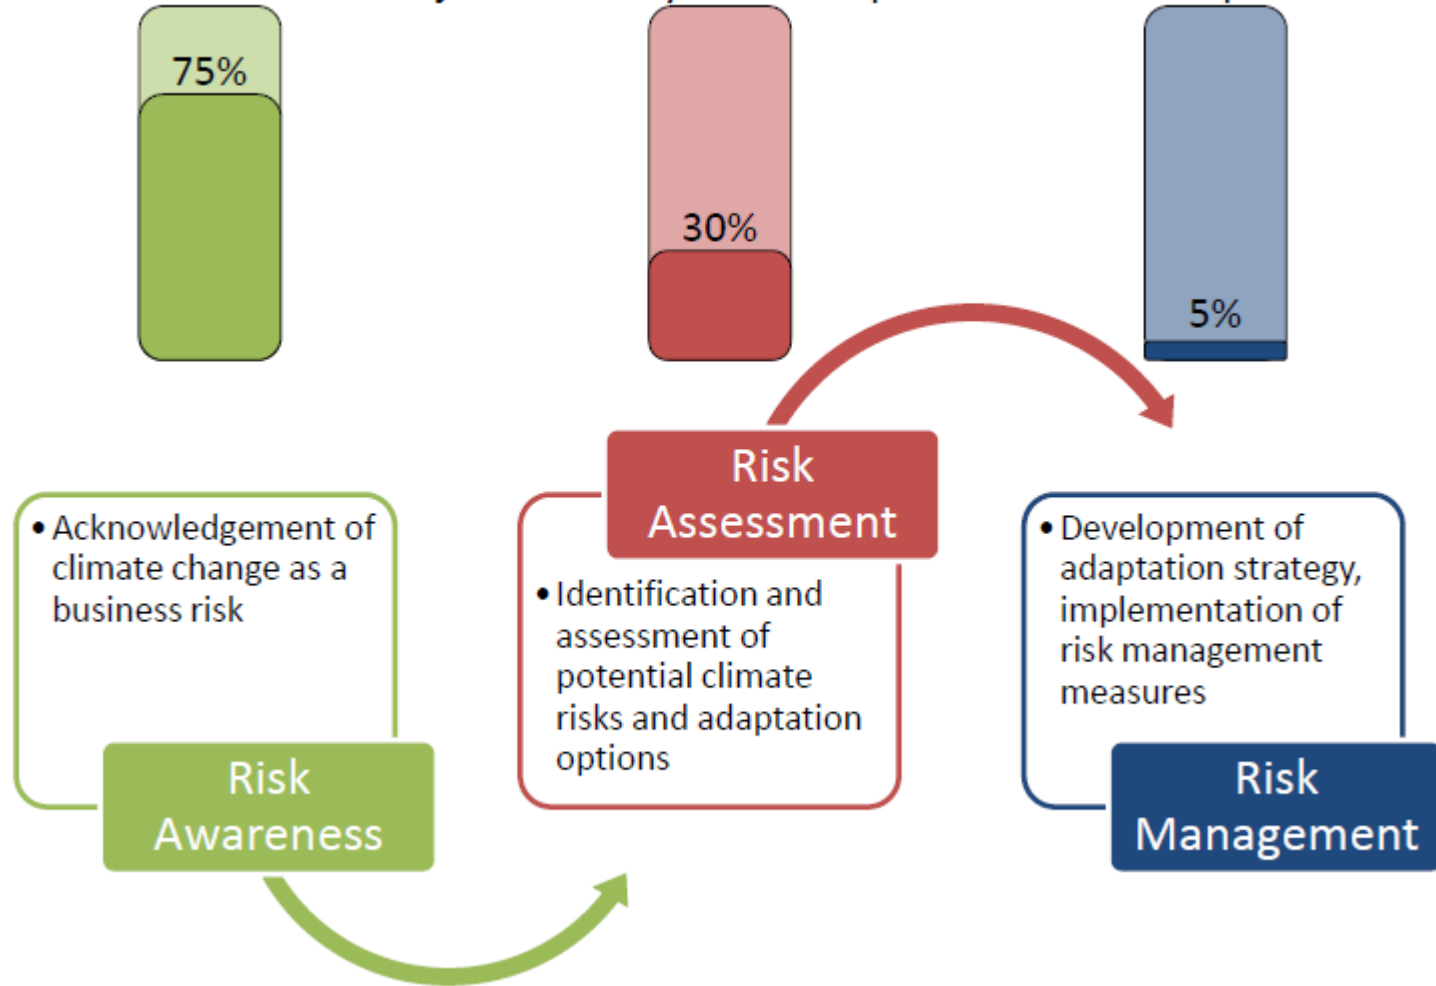 75%
30%
5%
• Acknowledgement of
climate change as a
business risk
Risk
Awareness
Risk
Assessment
• Identification and
assessment of
potential climate
risks and adaptation
options
• Development of
adaptation strategy,
implementation of
risk management
measures
Risk
Management